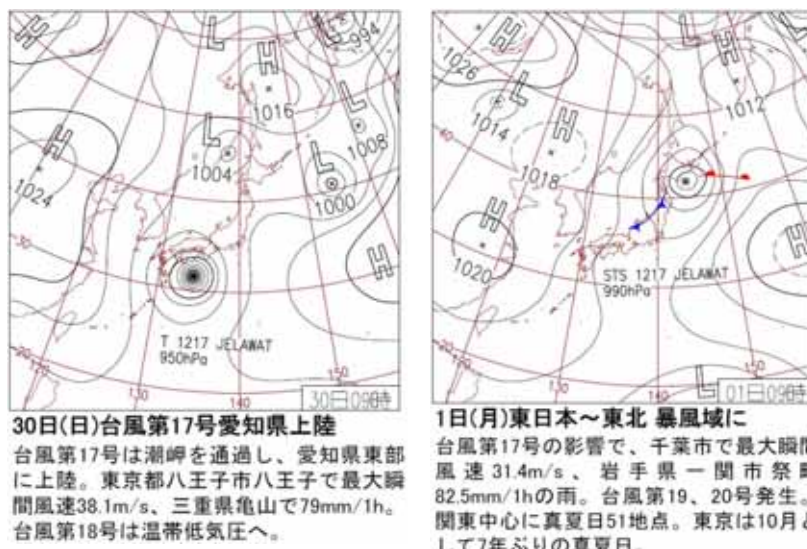 994
H
L
H
1016
L
1008
L
1004
H
1024
L
1000
30
H
T 1217 JELAWAT
950hPa
20
120
130
140
150
30日09時
30日(日)台風第17号愛知県上陸
台風第17号は潮岬を通過し、愛知県東部
に上陸。東京都八王子市八王子で最大瞬
間風速38.1m/s、三重県亀山で79mm/1h。
台風第18号は温帯低気圧へ。
H
1026
L
1014
H
1018
H
1012
40
30
H
1020
H
STS 1217 JELAWAT
990hPa
20
120
130
140
150
L
01日09時
1日(月)東日本～東北 暴風域に
台風第17号の影響で、千葉市で最大瞬間
風速31.4m/s、岩手県一関市祭
82.5mm/1hの雨。台風第19、20号発生。
関東中心に真夏日51地点。東京は10月と
して7年ぶりの真夏日。